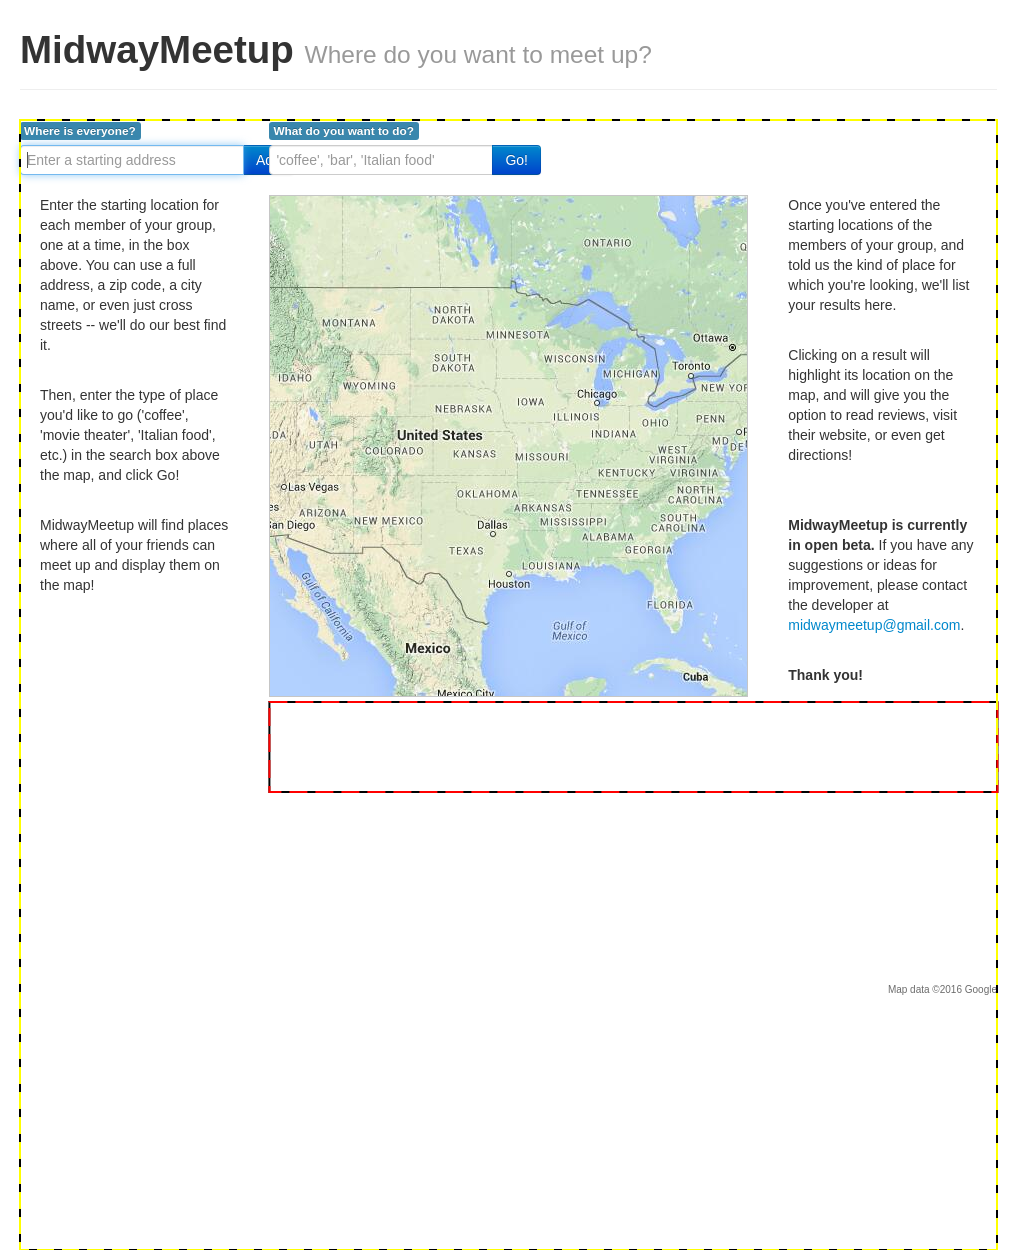 MidwayMeetup Where do you want to meet up?
Where is everyone?
What do you want to do?
Enter a starting address
'coffee', 'bar', 'Italian food'
Go!
Enter the starting location for
each member of your group,
one at a time, in the box
above. You can use a full
address, a zip code, a city
name, or even just cross
streets -- we'll do our best find
it.
Then, enter the type of place
you'd like to go ('coffee',
'movie theater', 'Italian food',
etc.) in the search box above
the map, and click Go!
MidwayMeetup will find places
where all of your friends can
meet up and display them on
the map!
ONTARIO
MONTANA
NORTH
DAKOTA
MINNESOTA
Ottawa
SOUTH
DAKOTA
WISCONSIN
MICHIGAN
Toronto
IDAHO
WYOMING
Chicago
NEW YOR
IOWA
NEBRASKA
ILLINOIS
OHIO
PENN
United States
INDIANA
MD
DE
UTAH
COLORADO
KANSAS
MISSOURI
WEST
VIRGINIA
KENTUCKY
VIRGINIA
Las Vegas
OKLAHOMA
TENNESSEE
NORTH
CAROLINA
ARIZONA
NEW MEXICO
ARKANSAS
San Diego
Dallas
MISSISSIPPI
SOUTH
CAROLINA
ALABAMA
TEXAS
GEORGIA
LOUISIANA
Houston
Gulf of California
FLORIDA
Gulf of
Mexico
Mexico
Cuba
Mexico City
Once you've entered the
starting locations of the
members of your group, and
told us the kind of place for
which you're looking, we'll list
your results here.
Clicking on a result will
highlight its location on the
map, and will give you the
option to read reviews, visit
their website, or even get
directions!
MidwayMeetup is currently
in open beta. If you have any
suggestions or ideas for
improvement, please contact
the developer at
midwaymeetup@gmail.com.
Thank you!
Map data ©2016 Google